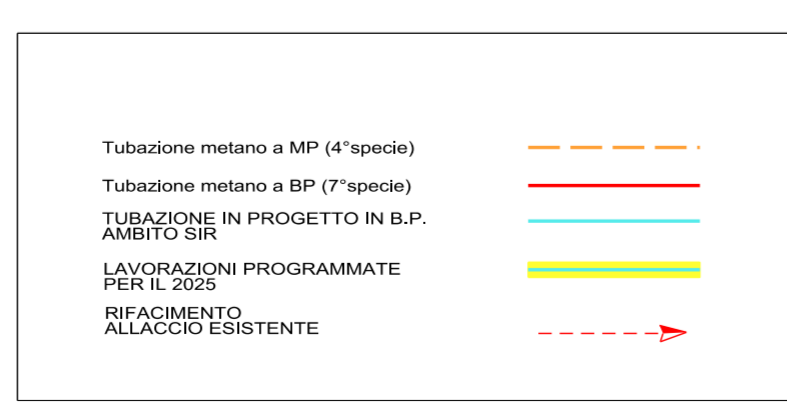 Tubazione metano a MP (4°specie)
Tubazione metano a BP (7°specie)
TUBAZIONE IN PROGETTO IN B.P.
AMBITO SIR
LAVORAZIONI PROGRAMMATE
PER IL 2025
RIFACIMENTO
ALLACCIO ESISTENTE